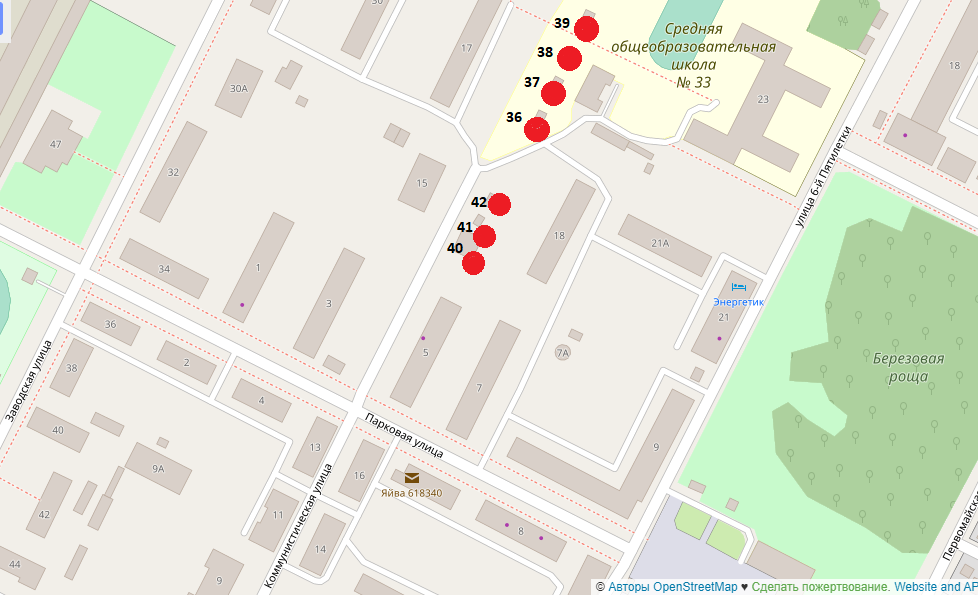 30
39
Средняя
общеобразовательная
школа
№ 33
38
17
18
37
30А
23
36
47
32
15
улица 6-й Пятилетки
42
41
18
21А
40
34
1
3
Энергетик
21
36
2
5
7А
Березовая
роща
38
Заводская улица
7
4
40
13
Парковая улица
9
9А
16
Яйва 618340
42
11
8
14
Коммунистическая улица
44
9
Первомайска
© Авторы OpenStreetMap ♥ Сделать пожертвование. Website and AP